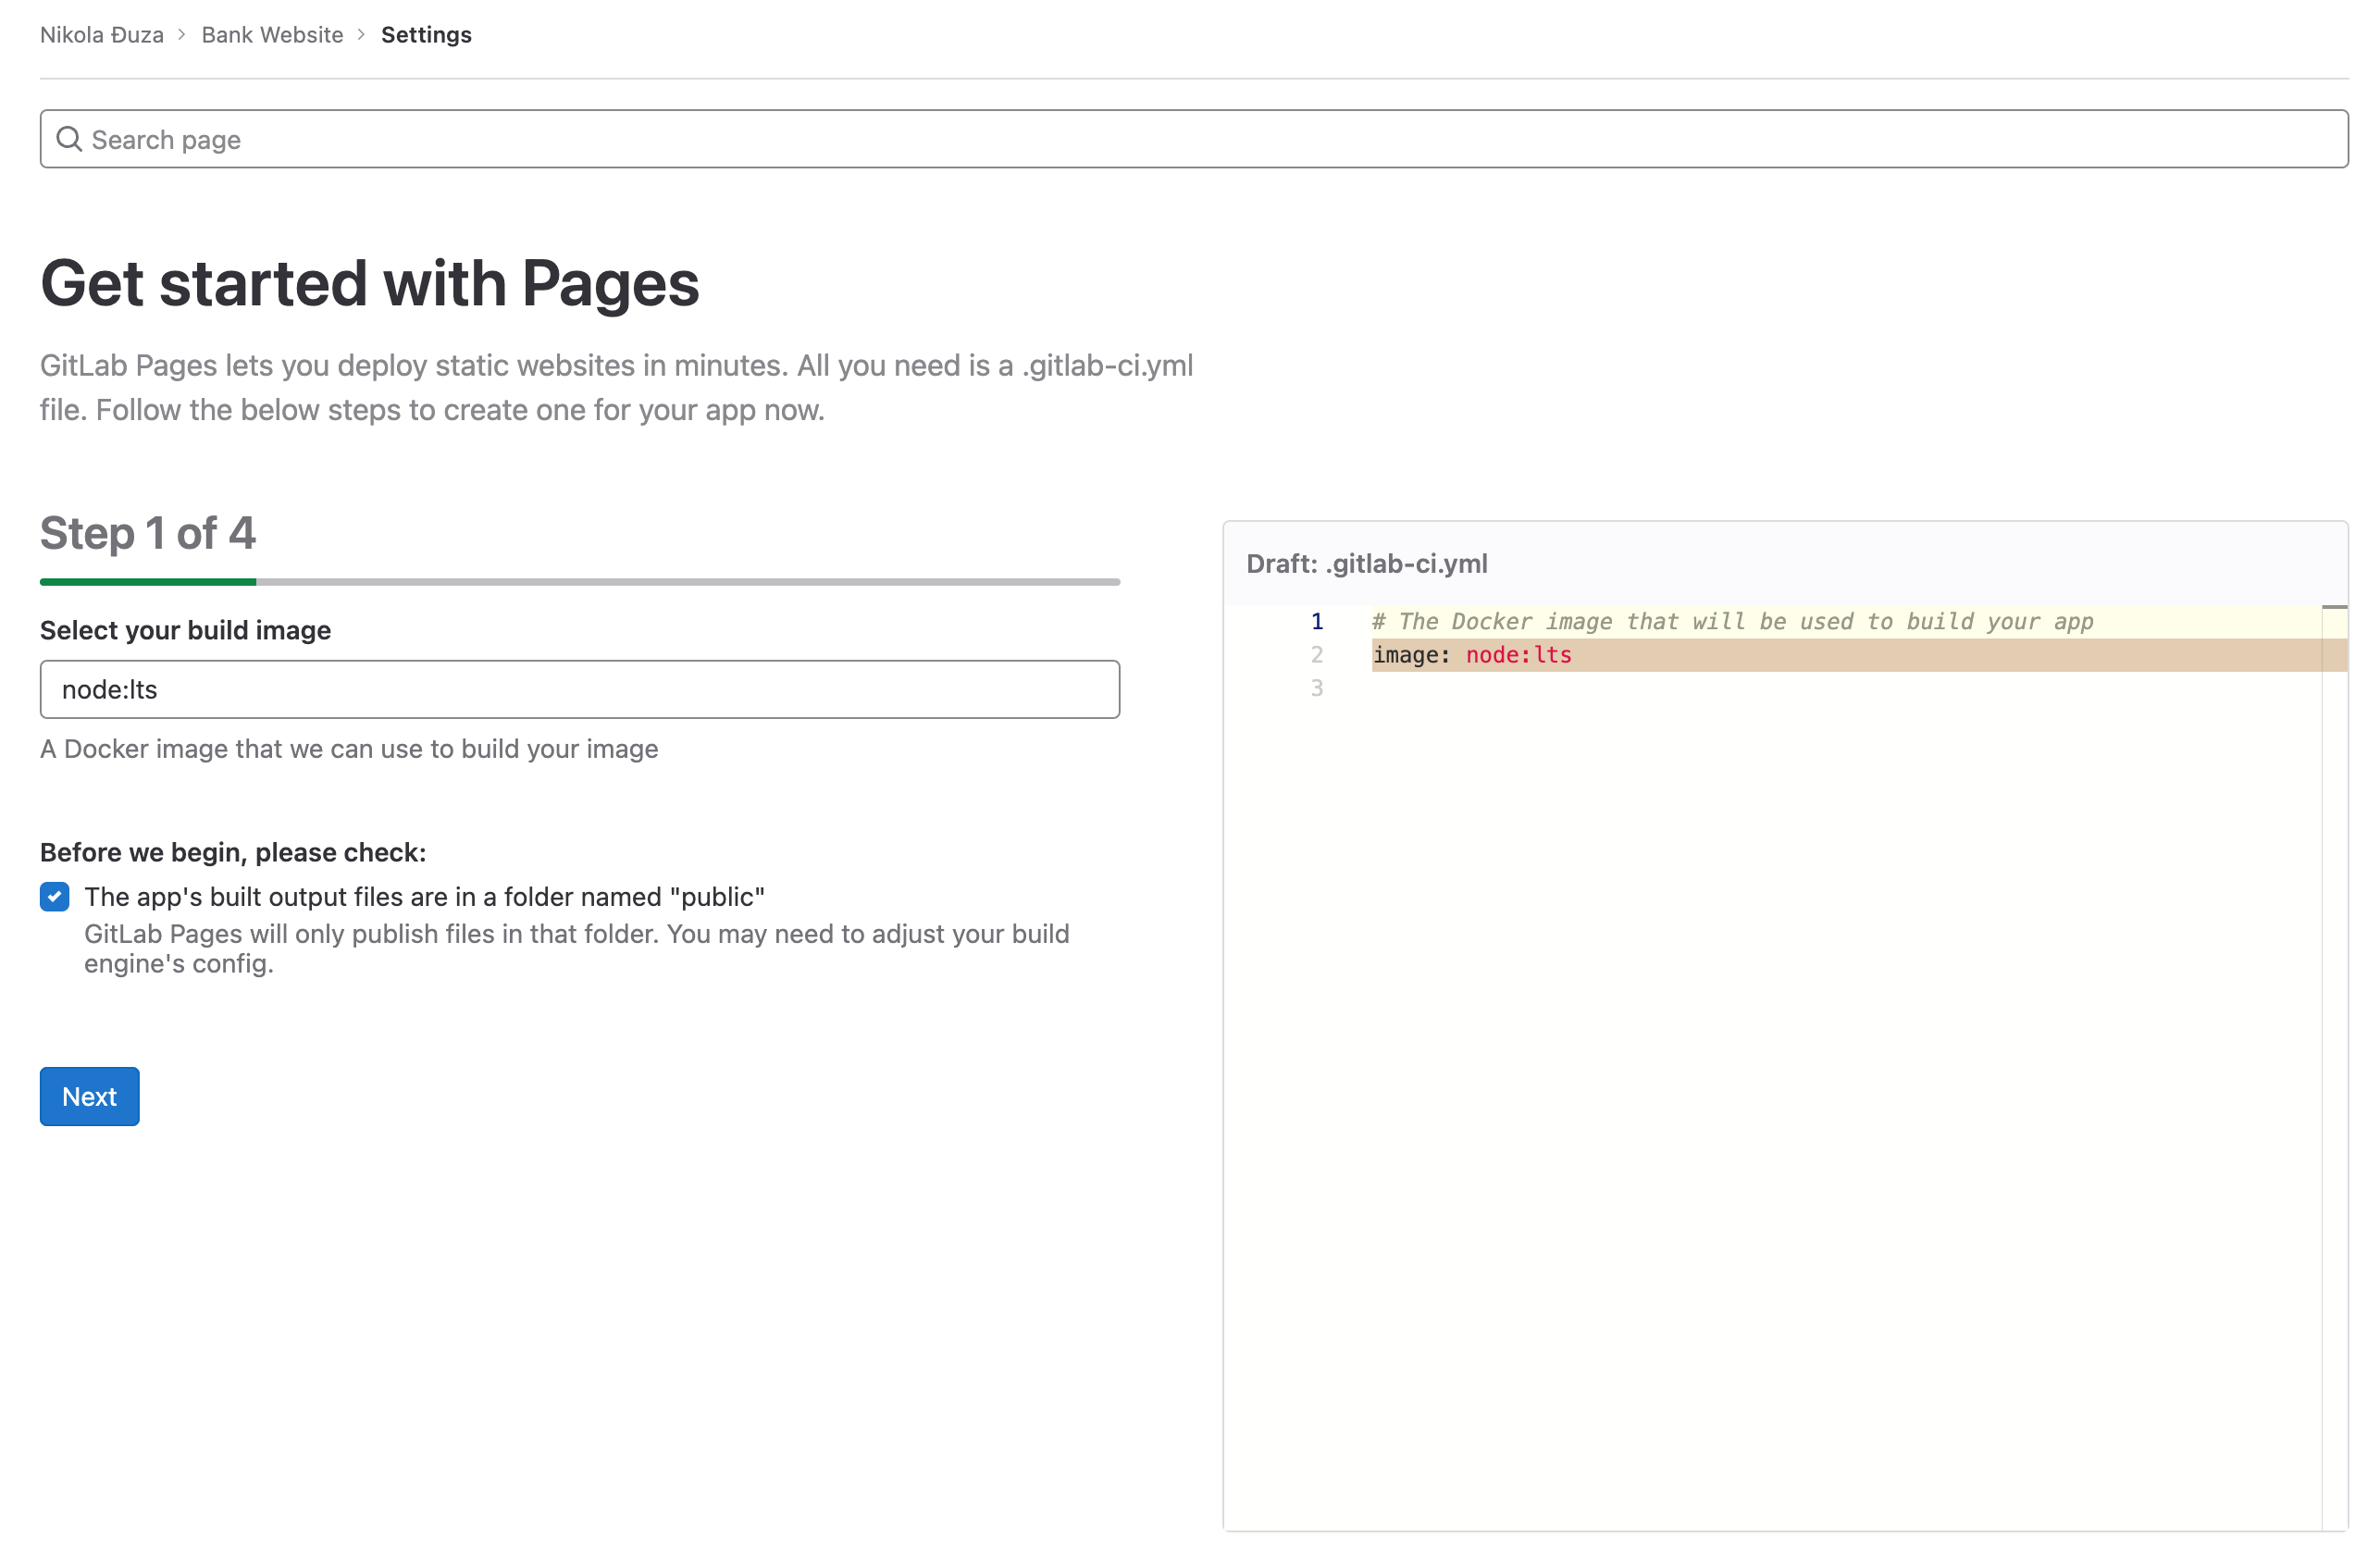 Nikola Đuza > Bank Website > Settings
Search page
Get started with Pages
GitLab Pages lets you deploy static websites in minutes. All you need is a .gitlab-ci.yml
file. Follow the below steps to create one for your app now.
Step 1 of 4
Select your build image
node:lts
A Docker image that we can use to build your image
Before we begin, please check:
The app's built output files are in a folder named "public"
GitLab Pages will only publish files in that folder. You may need to adjust your build
engine's config.
Next
Draft: .gitlab-ci.yml
1 # The Docker image that will be used to build your app
2 image: node:lts
3